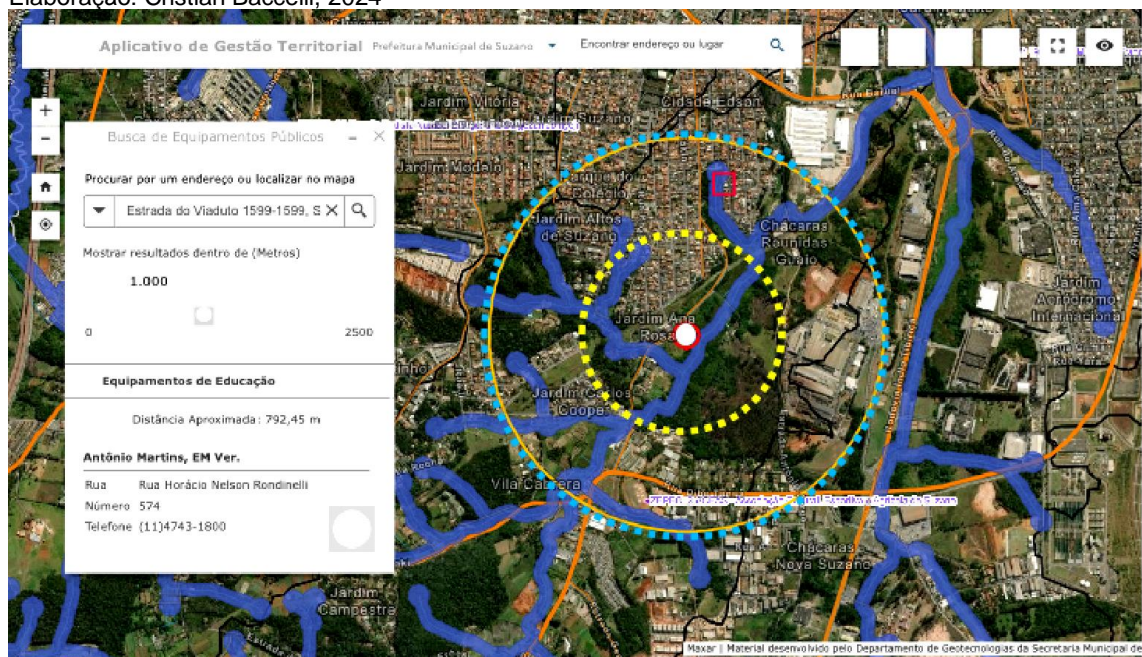 Elaboração: Cristian Baccelli, 2024
Aplicativo de Gestão Territorial Prefeitura Municipal de Suzano
Encontrar endereço ou lugar
Busca de Equipamentos Públicos
Procurar por um endereço ou localizar no mapa
Estrada do Viaduto 1599-1599, S
Mostrar resultados dentro de (Metros)
1.000
0 2500
Equipamentos de Educação
Distância Aproximada: 792,45 m
Antônio Martins, EM Ver.
Rua Rua Horácio Nelson Rondinelli
Número 574
Telefone (11)4743-1800
Jardim Vitória
Cidade Edson
Suzano
Rua Baruel
Jardim Modelo
Parque do
Colégio
Jardim Altos
de Suzano
Chácaras
Reunidas
Guaio
Jardim
Aeródromo
Internacional
Jardim Ana
Rosa
Jardim Carlos
Cooper
Vila Cabrera
Chácaras
Nova Suzano
Jardim
Campestre
Maxar | Material desenvolvido pelo Departamento de Geotecnologias da Secretaria Municipal de